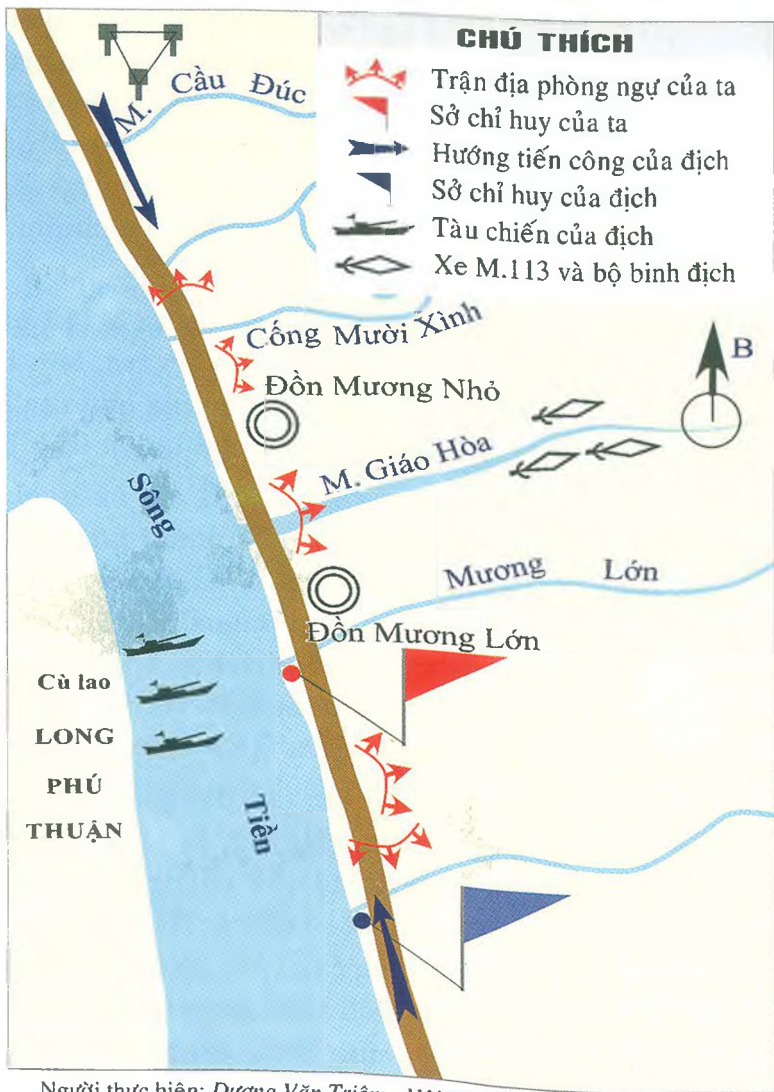 CHÚ THÍCH
Trận địa phòng ngự của ta
Sở chỉ huy của ta
Hướng tiến công của địch
Sở chỉ huy của địch
Tàu chiến của địch
Xe M.113 và bộ binh địch
M. Cầu Đúc
Cống Mười Xình
B
Đồn Mương Nhỏ
M. Giáo Hòa
Sông
Mương Lớn
Đồn Mương Lớn
Cù lao
LONG
PHÚ
THUẬN
Tiền
Người thực hiện: Dương Văn Triêm